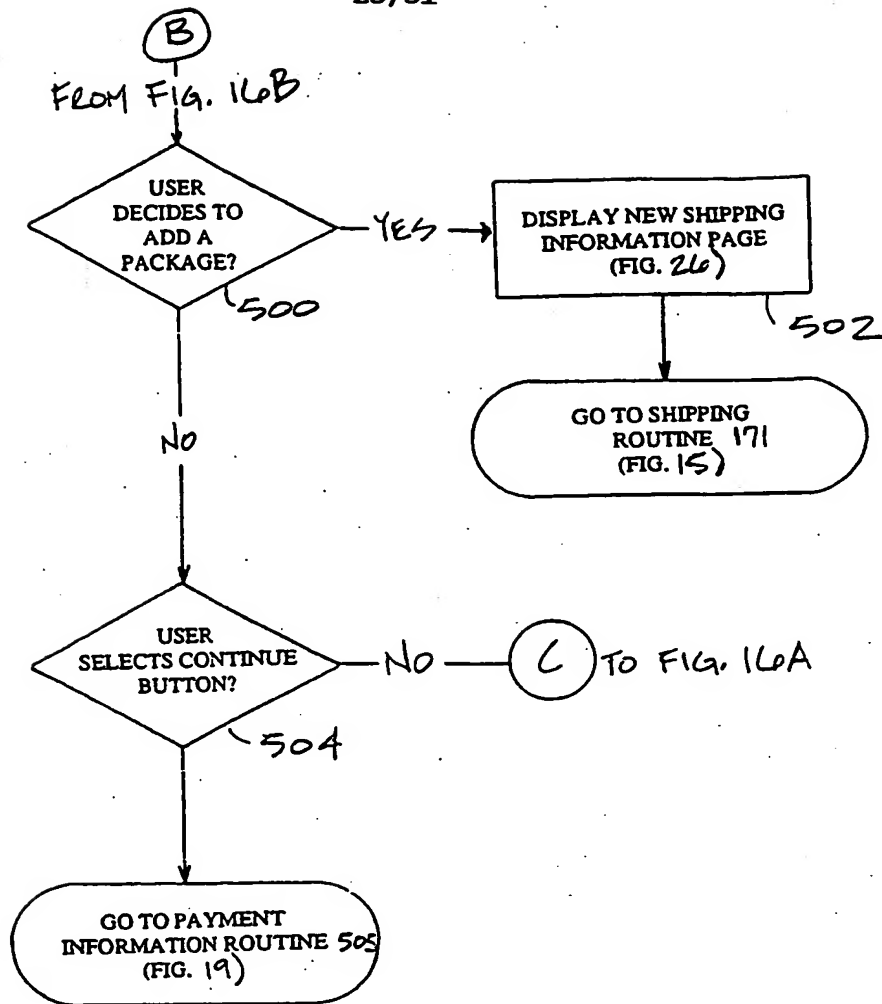 B
FROM FIG. 16B
USER
DECIDES TO
ADD A
PACKAGE?
YES
500
DISPLAY NEW SHIPPING
INFORMATION PAGE
(FIG. 26)
502
GO TO SHIPPING
ROUTINE 171
(FIG. 15)
NO
USER
SELECTS CONTINUE
BUTTON?
NO
C
TO FIG. 16A
504
GO TO PAYMENT
INFORMATION ROUTINE 505
(FIG. 19)